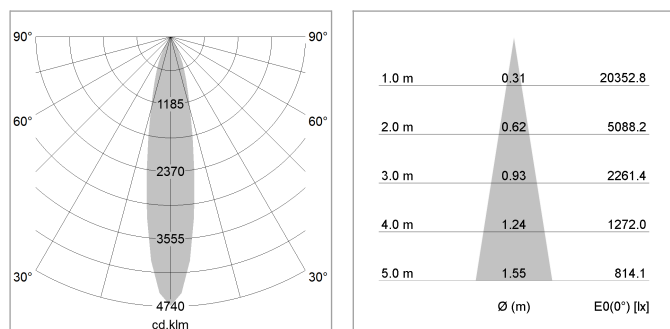 90° 90°
1185
60° 60°
2370
3555
30° 30°
4740
cd.klm
1.0 m 0.31 20352.8
2.0 m 0.62 5088.2
3.0 m 0.93 2261.4
4.0 m 1.24 1272.0
5.0 m 1.55 814.1
Ø (m) E0(0°) [lx]